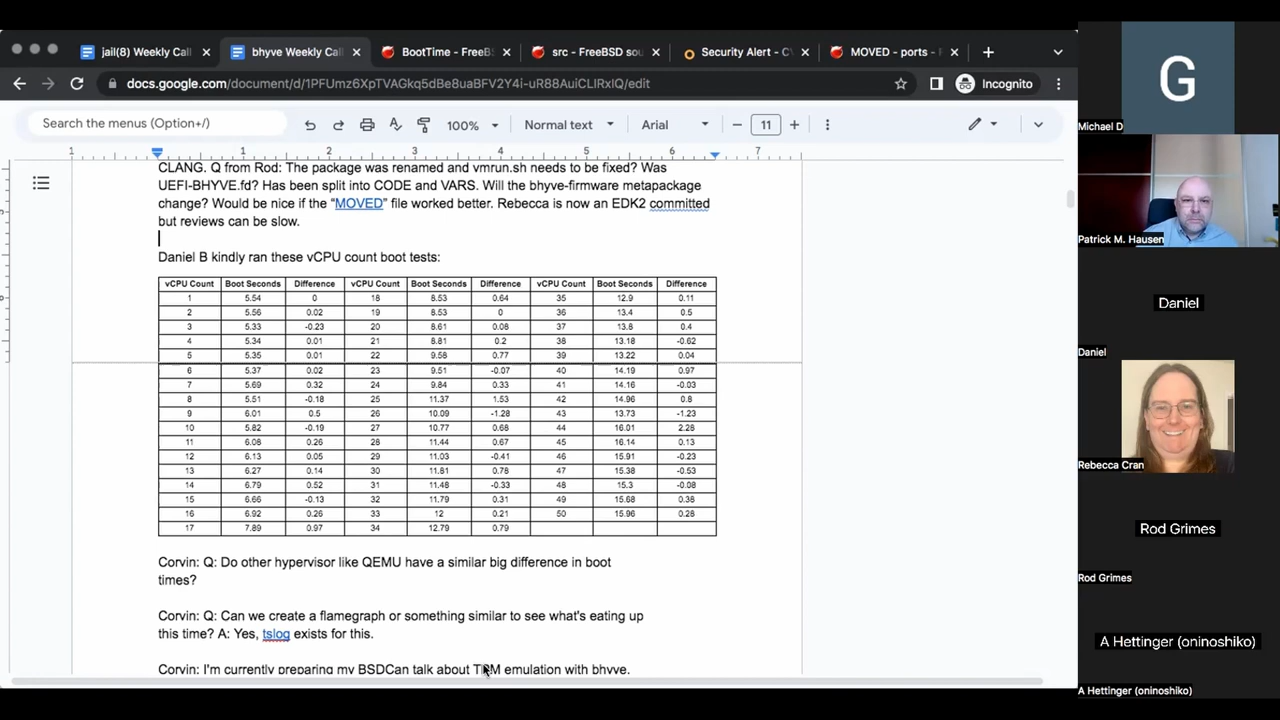 jail(8) Weekly Cal
bhyve Weekly Cal
BootTime - FreeBS
src - FreeBSD sou
Security Alert - C
MOVED - ports -
docs.google.com/document/d/1PFUmz6XpTVAGkq5dBe8uaBFV2Y4i-uR88AuiCLlRxIQ/edit
Incognito
Search the menus (Option+/)
100%
Normal text
Arial
11
1 1 2 3 4 5 6 7
CLANG. Q from Rod: The package was renamed and vmrun.sh needs to be fixed? Was
UEFI-BHYVE.fd? Has been split into CODE and VARS. Will the bhyve-firmware metapackage
change? Would be nice if the “MOVED” file worked better. Rebecca is now an EDK2 committed
but reviews can be slow.
Daniel B kindly ran these vCPU count boot tests:
vCPU Count Boot Seconds Difference vCPU Count Boot Seconds Difference vCPU Count Boot Seconds Difference
1 5.54 0 18 8.53 0.64 35 12.9 0.11
2 5.56 0.02 19 8.53 0 36 13.4 0.5
3 5.33 -0.23 20 8.61 0.08 37 13.8 0.4
4 5.34 0.01 21 8.81 0.2 38 13.18 -0.62
5 5.35 0.01 22 9.58 0.77 39 13.22 0.04
6 5.37 0.02 23 9.51 -0.07 40 14.19 0.97
7 5.69 0.32 24 9.84 0.33 41 14.16 -0.03
8 5.51 -0.18 25 11.37 1.53 42 14.96 0.8
9 6.01 0.5 26 10.09 -1.28 43 13.73 -1.23
10 5.82 -0.19 27 10.77 0.68 44 16.01 2.28
11 6.08 0.26 28 11.44 0.67 45 16.14 0.13
12 6.13 0.05 29 11.03 -0.41 46 15.91 -0.23
13 6.27 0.14 30 11.81 0.78 47 15.38 -0.53
14 6.79 0.52 31 11.48 -0.33 48 15.3 -0.08
15 6.66 -0.13 32 11.79 0.31 49 15.68 0.38
16 6.92 0.26 33 12 0.21 50 15.96 0.28
17 7.89 0.97 34 12.79 0.79
Corvin: Q: Do other hypervisor like QEMU have a similar big difference in boot
times?
Corvin: Q: Can we create a flamegraph or something similar to see what's eating up
this time? A: Yes, tslog exists for this.
Corvin: I'm currently preparing my BSDCan talk about TPM emulation with bhyve.
G
Michael D
Patrick M. Hausen
Daniel
Daniel
Rebecca Cran
Rod Grimes
Rod Grimes
A Hettinger (oninoshiko)
A Hettinger (oninoshiko)